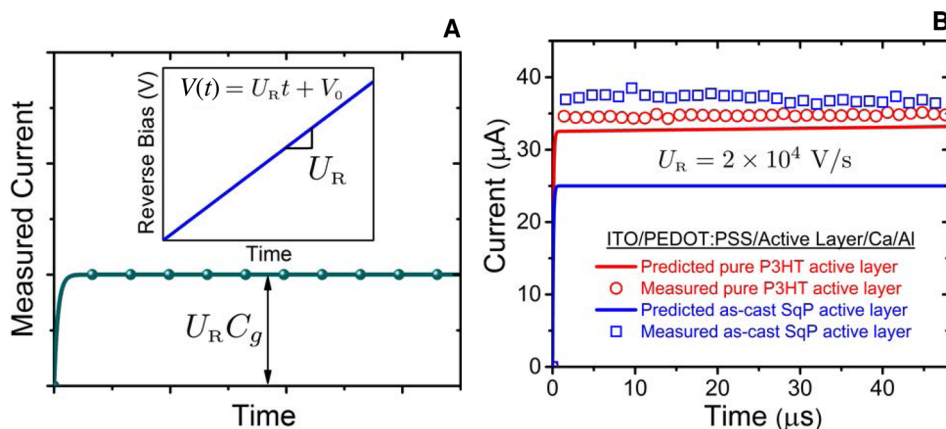 A
Measured Current
Reverse Bias (V)
V(t) = U_R t + V_0
U_R
Time
U_R C_g
Time
B
Current (μA)
40
30
20
10
0
U_R = 2 × 10^4 V/s
ITO/PEDOT:PSS/Active Layer/Ca/Al
Predicted pure P3HT active layer
Measured pure P3HT active layer
Predicted as-cast SqP active layer
Measured as-cast SqP active layer
0 10 20 30 40
Time (μs)